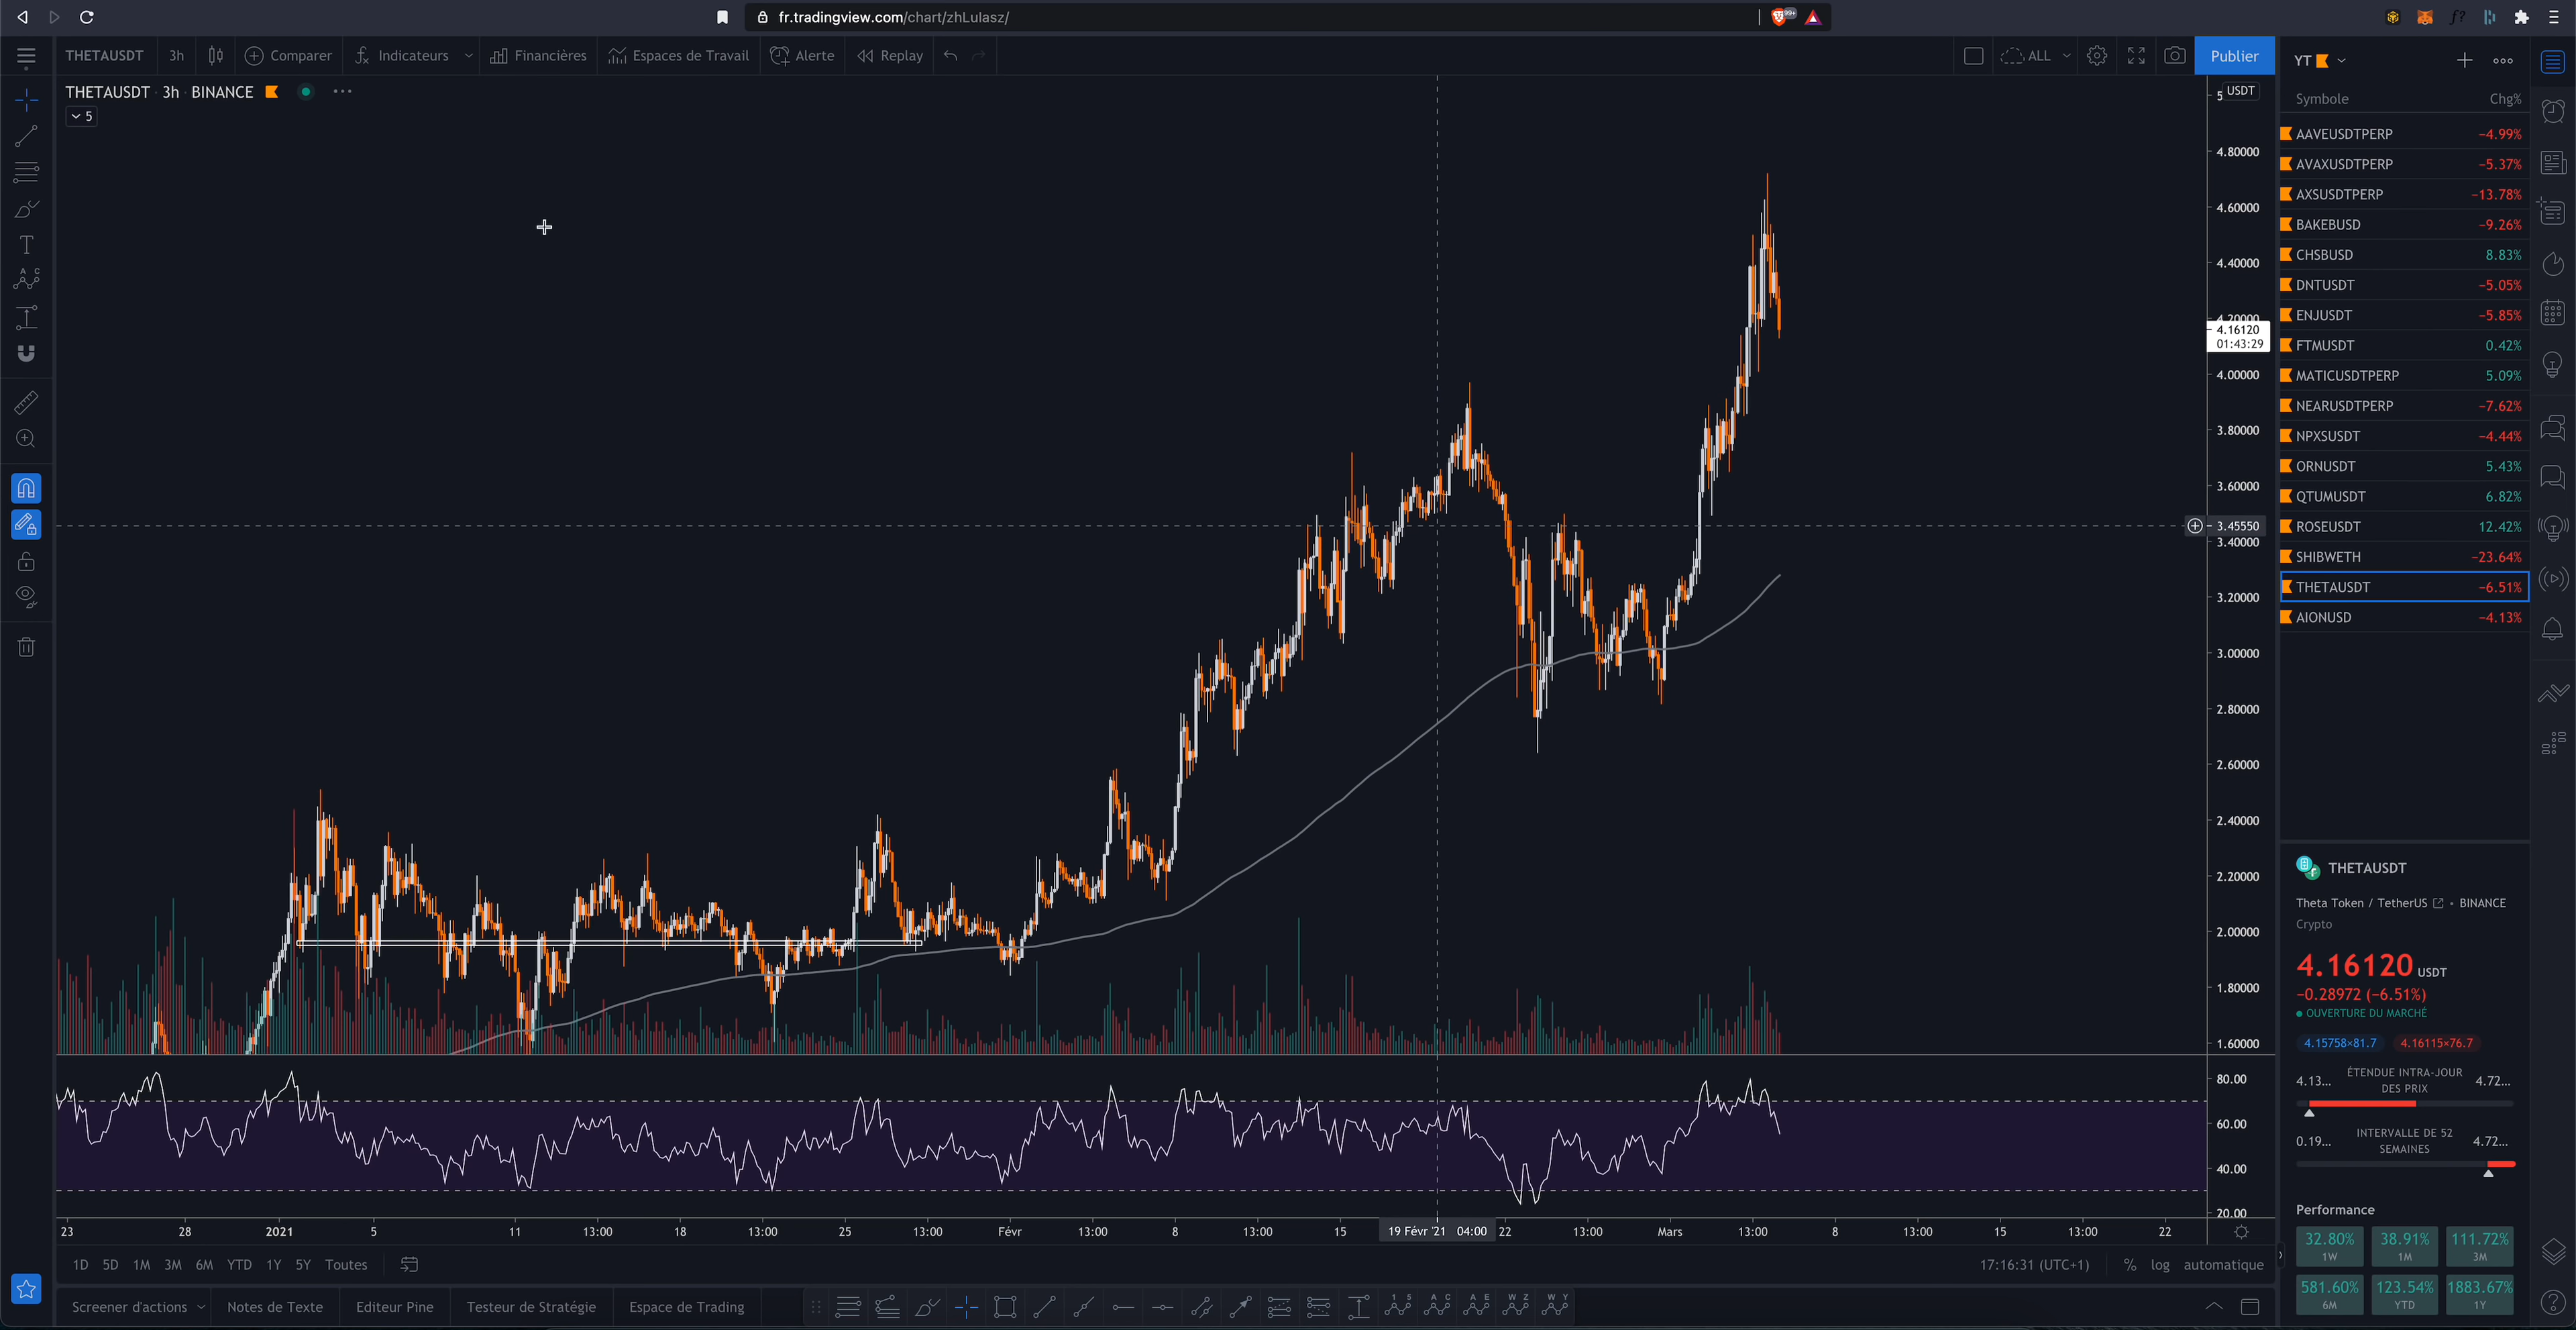 fr.tradingview.com/chart/zhLulasz/
99+
THETAUSDT 3h Comparer Indicateurs Financières Espaces de Travail Alerte Replay ALL Publier
YT
THETAUSDT · 3h · BINANCE
5
USDT
5
4.80000
4.60000
4.40000
4.20000
4.16120
01:43:29
4.00000
3.80000
3.60000
3.45550
3.40000
3.20000
3.00000
2.80000
2.60000
2.40000
2.20000
2.00000
1.80000
1.60000
80.00
60.00
40.00
20.00
23 28 2021 5 11 13:00 18 13:00 25 13:00 Févr 13:00 8 13:00 15 19 Févr '21 04:00 22 13:00 Mars 13:00 8 13:00 15 13:00 22
1D 5D 1M 3M 6M YTD 1Y 5Y Toutes
17:16:31 (UTC+1) % log automatique
Screener d'actions Notes de Texte Editeur Pine Testeur de Stratégie Espace de Trading
Symbole Chg%
AAVEUSDTPERP −4.99%
AVAXUSDTPERP −5.37%
AXSUSDTPERP −13.78%
BAKEBUSD −9.26%
CHSBUSD 8.83%
DNTUSDT −5.05%
ENJUSDT −5.85%
FTMUSDT 0.42%
MATICUSDTPERP 5.09%
NEARUSDTPERP −7.62%
NPXSUSDT −4.44%
ORNUSDT 5.43%
QTUMUSDT 6.82%
ROSEUSDT 12.42%
SHIBWETH −23.64%
THETAUSDT −6.51%
AIONUSD −4.13%
THETAUSDT
Theta Token / TetherUS • BINANCE
Crypto
4.16120 USDT
−0.28972 (−6.51%)
OUVERTURE DU MARCHÉ
4.15758×81.7 4.16115×76.7
4.13... ÉTENDUE INTRA-JOUR DES PRIX 4.72...
0.19... INTERVALLE DE 52 SEMAINES 4.72...
Performance
32.80% 38.91% 111.72%
1W 1M 3M
581.60% 123.54% 1883.67%
6M YTD 1Y